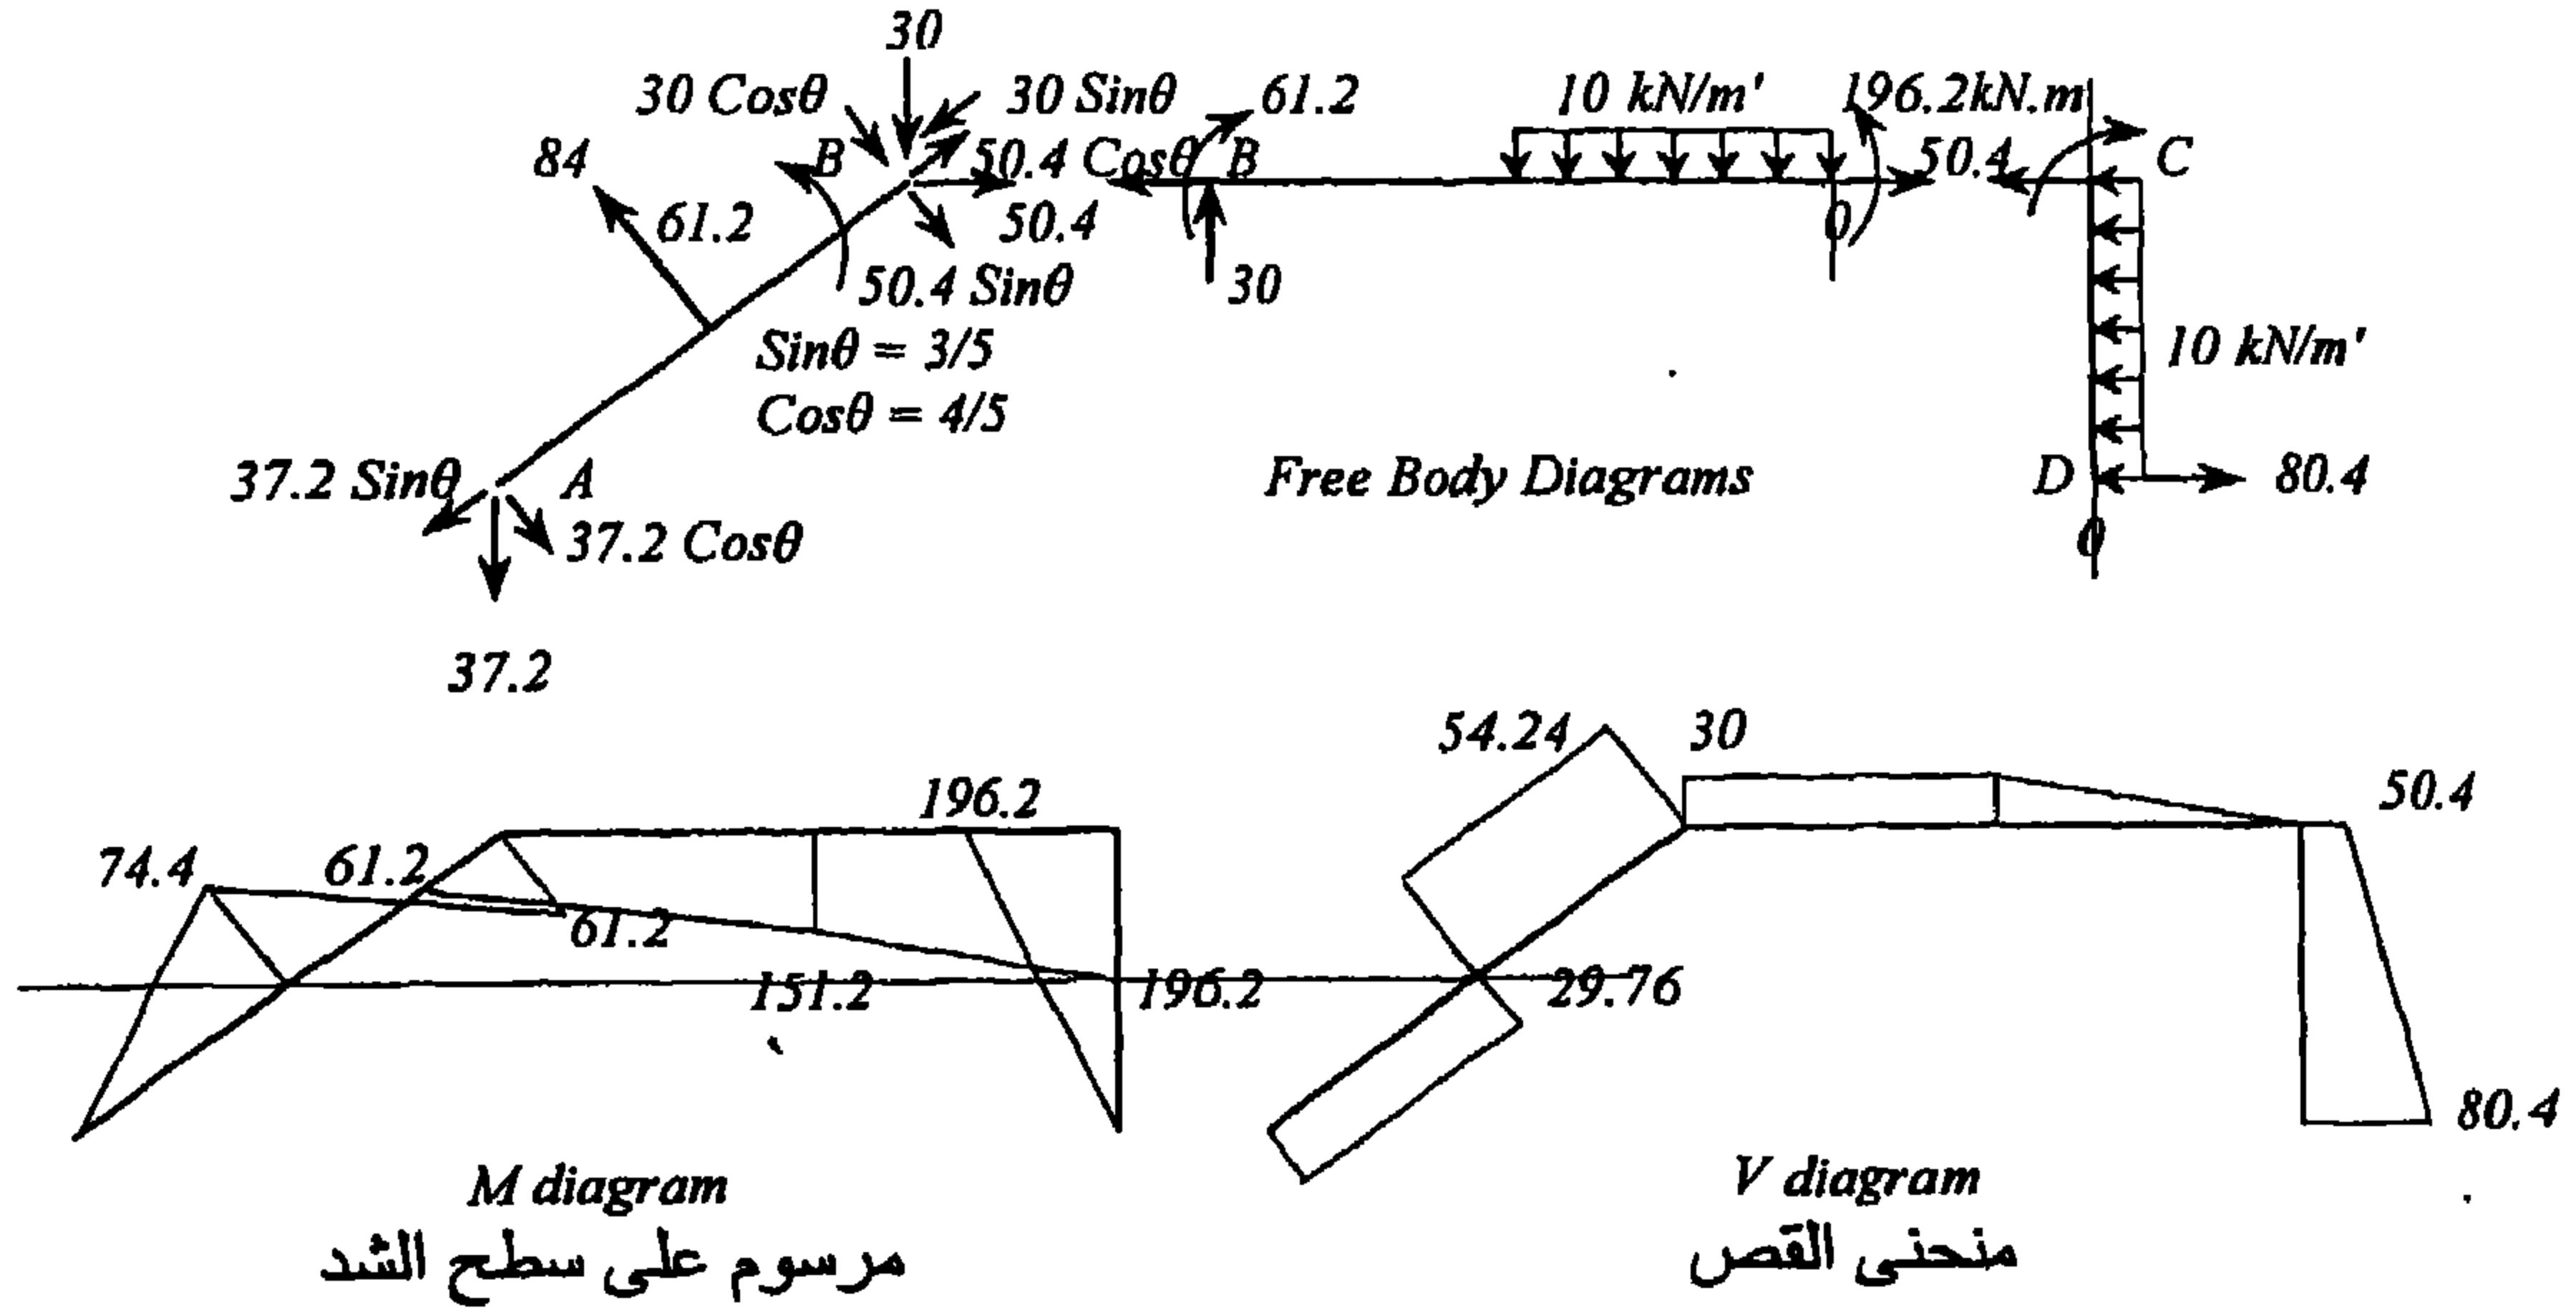 30
30 Cosθ
30 Sinθ
61.2
10 kN/m'
196.2kN.m
84
B
50.4 Cosθ
B
50.4
C
61.2
50.4
30
0
50.4 Sinθ
Sinθ = 3/5
10 kN/m'
Cosθ = 4/5
37.2 Sinθ
A
Free Body Diagrams
D
80.4
37.2 Cosθ
0
37.2
54.24
30
196.2
50.4
74.4
61.2
61.2
151.2
196.2
29.76
80.4
M diagram
V diagram
مرسوم على سطح الشد
منحنى القص